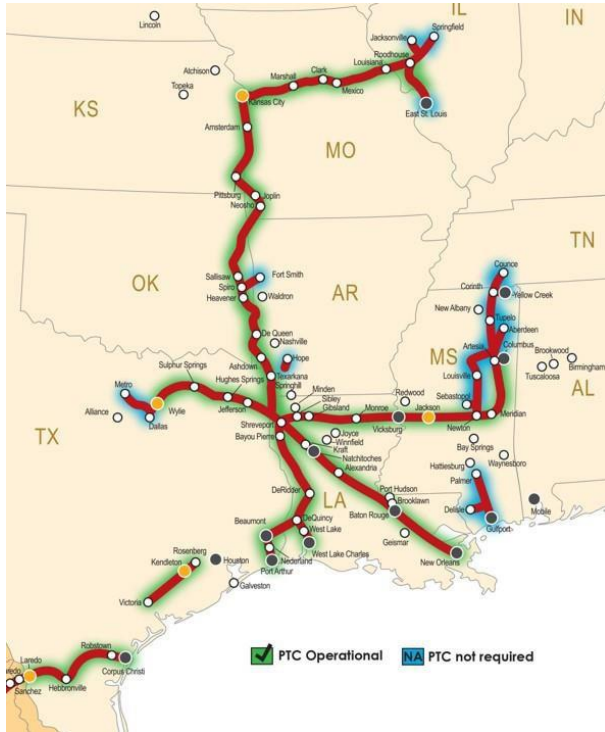 IL
IN
Lincoln
Jacksonville
Springfield
Roodhouse
Atchison
Topeka
Louisiana
Clark
Marshall
Mexico
Kansas City
East St. Louis
KS
Amsterdam
MO
Pittsburg
Joplin
Neosho
TN
Counce
OK
Sallisaw
Fort Smith
Spiro
Heavener
Waldron
AR
Corinth
Yellow Creek
New Albany
Tupelo
Aberdeen
De Queen
Nashville
Artesia
Columbus
MS
Brookwood
Birmingham
Ashdown
Hope
Sulphur Springs
Texarkana
Louisville
Tuscaloosa
AL
Hughes Springs
Springhill
Minden
Metro
Sibley
Redwood
Sebastopol
Gibsland
Monroe
Jackson
Alliance
Wylie
Jefferson
Dallas
Shreveport
Vicksburg
Newton
Meridian
TX
Bayou Pierre
Joyce
Winnfield
Kraft
Natchitoches
Bay Springs
Waynesboro
Alexandria
Hattiesburg
Palmer
DeRidder
LA
Port Hudson
Brooklawn
Baton Rouge
Delisle
Mobile
Gulfport
Beaumont
DeQuincy
West Lake
Geismar
Rosenberg
Houston
Nederland
West Lake Charles
New Orleans
Kendleton
Port Arthur
Galveston
Victoria
Robstown
Laredo
Corpus Christi
edo
Sanchez
Hebbronville
PTC Operational
NA PTC not required